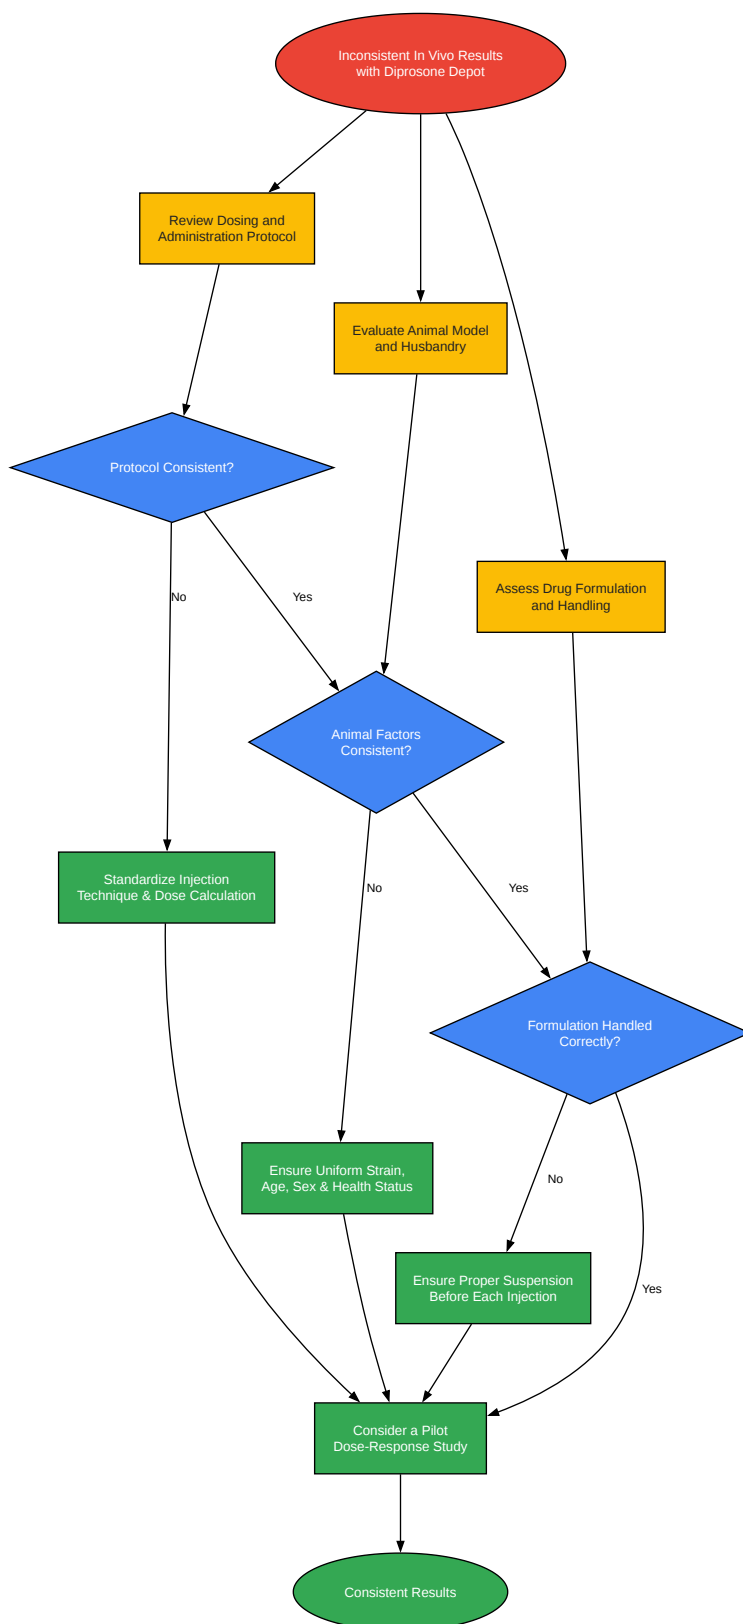 Inconsistent In Vivo Results
with Diprosone Depot
Review Dosing and
Administration Protocol
Evaluate Animal Model
and Husbandry
Protocol Consistent?
Assess Drug Formulation
and Handling
No
Yes
Animal Factors
Consistent?
Standardize Injection
Technique & Dose Calculation
No
Yes
Formulation Handled
Correctly?
Ensure Uniform Strain,
Age, Sex & Health Status
No
Ensure Proper Suspension
Before Each Injection
Yes
Consider a Pilot
Dose-Response Study
Consistent Results